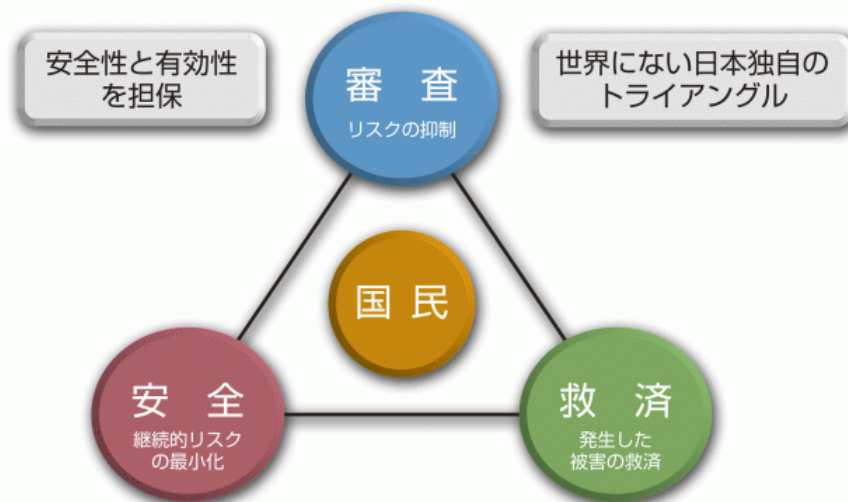 安全性と有効性
を担保
世界にない日本独自の
トライアングル
審 査
リスクの抑制
国 民
安 全
継続的リスク
の最小化
救 済
発生した
被害の救済